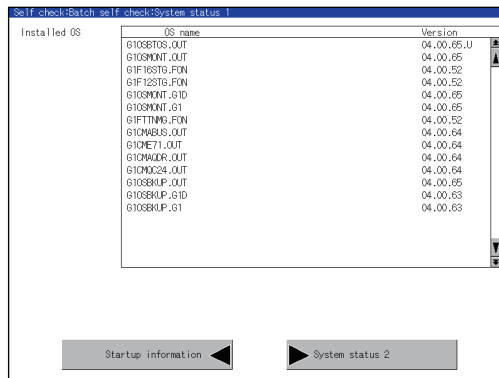 Self check:Batch self check:System status 1
Installed OS
OS name Version
G1OSBTOS.OUT 04.00.65.U
G1OSMONT.OUT 04.00.65
G1F16STG.FON 04.00.52
G1F12STG.FON 04.00.52
G1OSMONT.G1D 04.00.65
G1OSMONT.G1 04.00.65
G1FTTNMG.FON 04.00.52
G1CMABUS.OUT 04.00.64
G1CME71.OUT 04.00.64
G1CMAQDR.OUT 04.00.64
G1CMQC24.OUT 04.00.64
G1OSBKUP.OUT 04.00.65
G1OSBKUP.G1D 04.00.63
G1OSBKUP.G1 04.00.63
Startup information System status 2